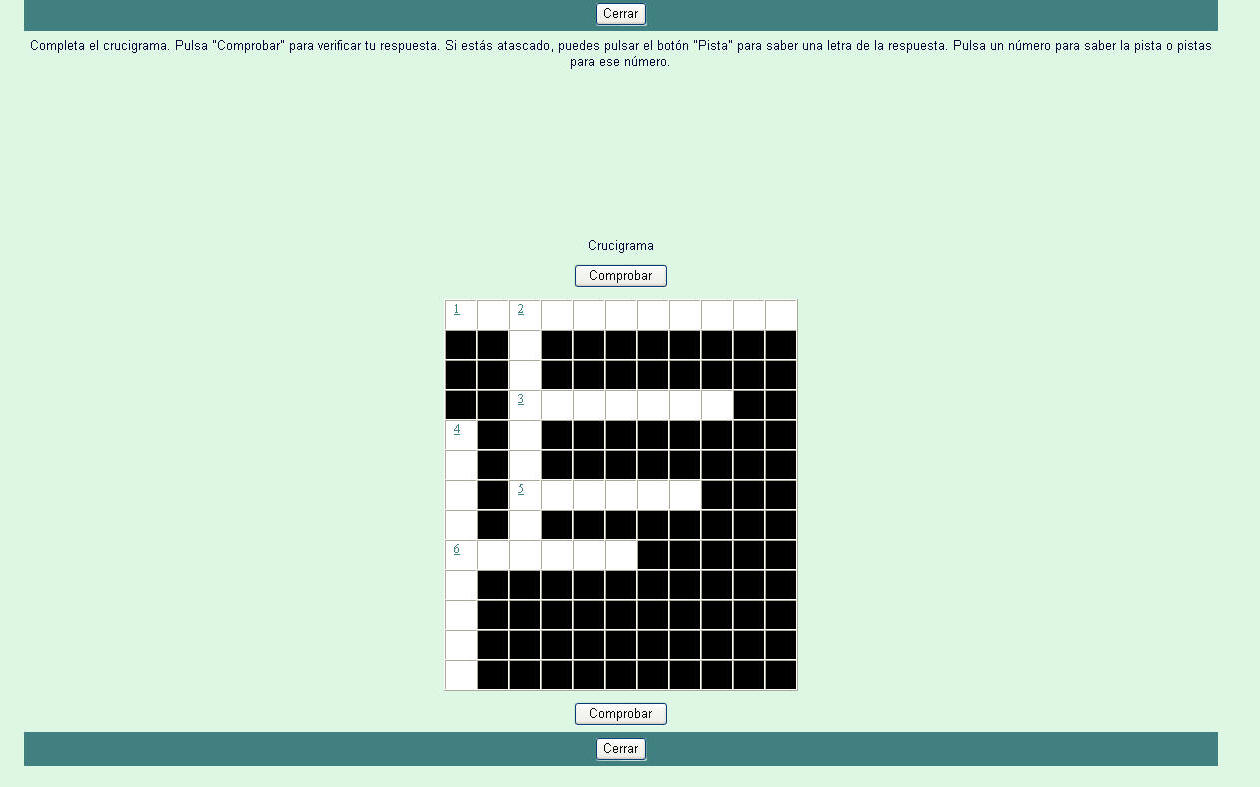 Cerrar
Completa el crucigrama. Pulsa "Comprobar" para verificar tu respuesta. Si estás atascado, puedes pulsar el botón "Pista" para saber una letra de la respuesta. Pulsa un número para saber la pista o pistas
para ese número.
Crucigrama
Comprobar
1 2
3
4
5
6
Comprobar
Cerrar